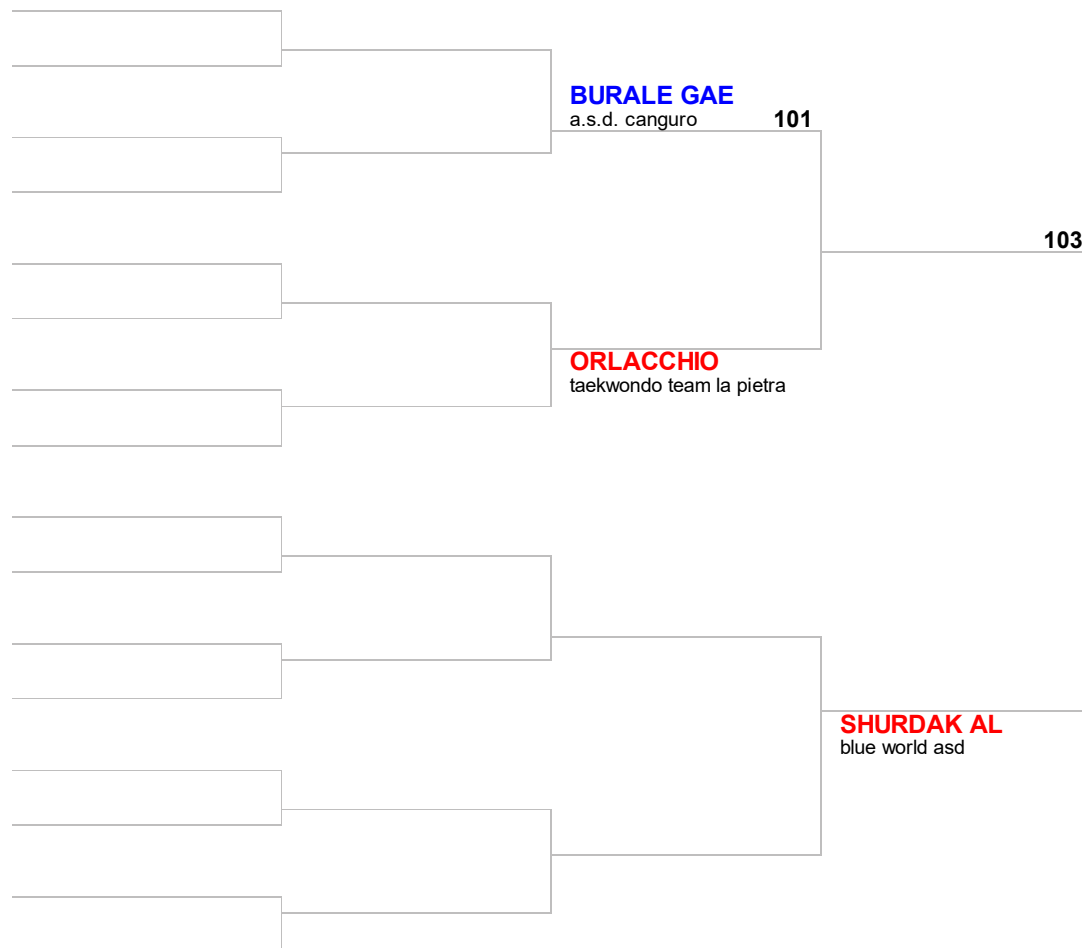 BURALE GAE
a.s.d. canguro
101
103
ORLACCHIO
taekwondo team la pietra
SHURDAK AL
blue world asd